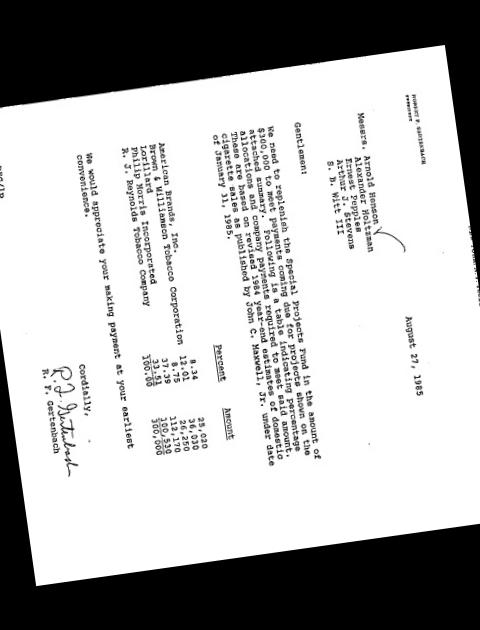 ROBERT F. GERTENBACH
PRESIDENT
August 27, 1985
Messrs. Arnold Henson
Alexander Holtzman
Ernest Pepples
Arthur J. Stevens
S. B. Witt III
Gentlemen:
We need to replenish the Special Projects Fund in the amount of
$300,000 to meet payments coming due for projects shown on the
attached summary. Following is a table indicating percentage
allocations and company payments required to meet said amount.
These are based on revised 1984 year-end estimates of domestic
cigarette sales as published by John C. Maxwell, Jr. under date
of January 31, 1985.
Percent Amount
American Brands, Inc. 8.34 25,020
Brown & Williamson Tobacco Corporation 12.01 36,030
Lorillard 8.75 26,250
Philip Morris Incorporated 37.39 112,170
R. J. Reynolds Tobacco Company 33.51 100,530
100.00 300,000
We would appreciate your making payment at your earliest
convenience.
Cordially,
R. F. Gertenbach
R. F. Gertenbach